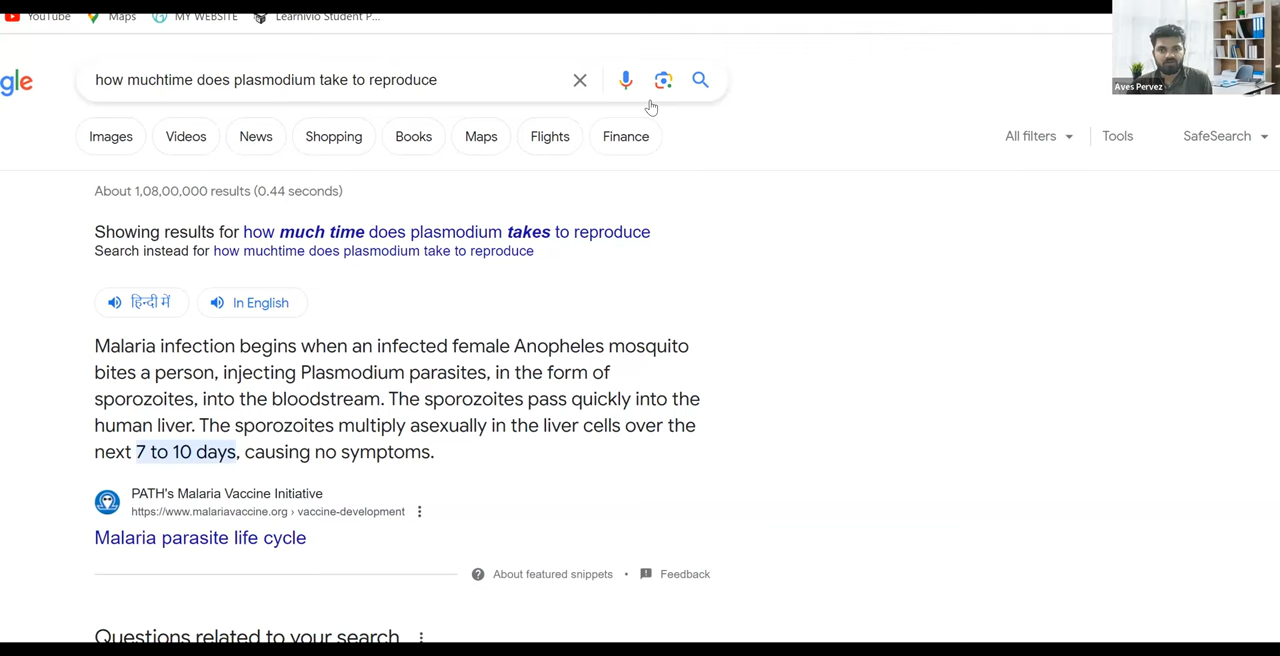 YouTube Maps MY WEBSITE Learnivio Student P...
gle
how muchtime does plasmodium take to reproduce
Aves Pervez
Images Videos News Shopping Books Maps Flights Finance All filters Tools SafeSearch
About 1,08,00,000 results (0.44 seconds)
Showing results for how much time does plasmodium takes to reproduce
Search instead for how muchtime does plasmodium take to reproduce
हिन्दी में In English
Malaria infection begins when an infected female Anopheles mosquito
bites a person, injecting Plasmodium parasites, in the form of
sporozoites, into the bloodstream. The sporozoites pass quickly into the
human liver. The sporozoites multiply asexually in the liver cells over the
next 7 to 10 days, causing no symptoms.
PATH's Malaria Vaccine Initiative
https://www.malariavaccine.org › vaccine-development
Malaria parasite life cycle
About featured snippets • Feedback
Questions related to your search